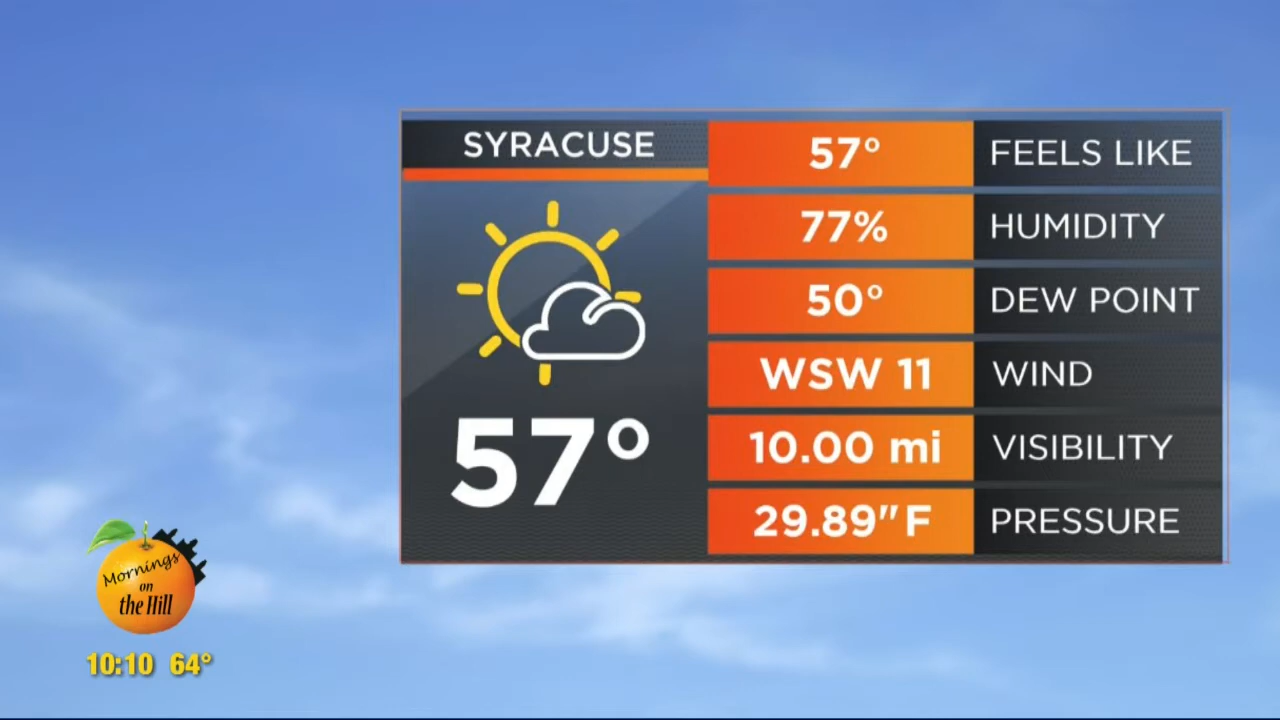 SYRACUSE
57°
57° FEELS LIKE
77% HUMIDITY
50° DEW POINT
WSW 11 WIND
10.00 mi VISIBILITY
29.89"F PRESSURE
Mornings
on
the Hill
10:10 64°